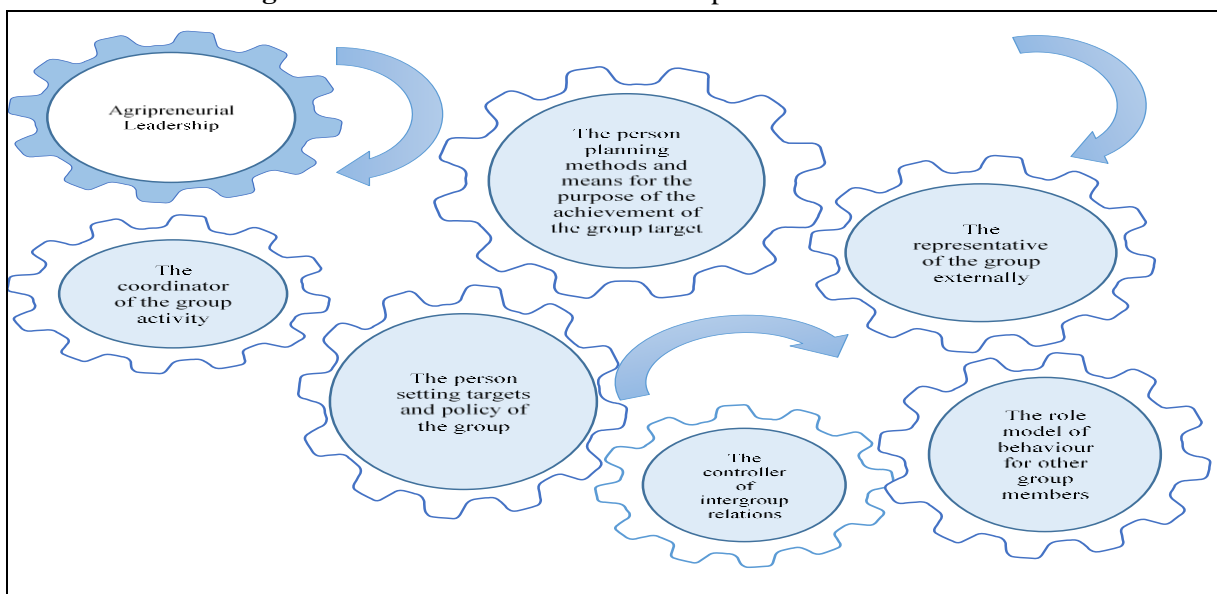 Agripreneurial
Leadership
The person
planning
methods and
means for the
purpose of the
achievement of
the group target
The
representative
of the group
externally
The
coordinator
of the group
activity
The person
setting targets
and policy of
the group
The
controller
of
intergroup
relations
The role
model of
behaviour
for other
group
members